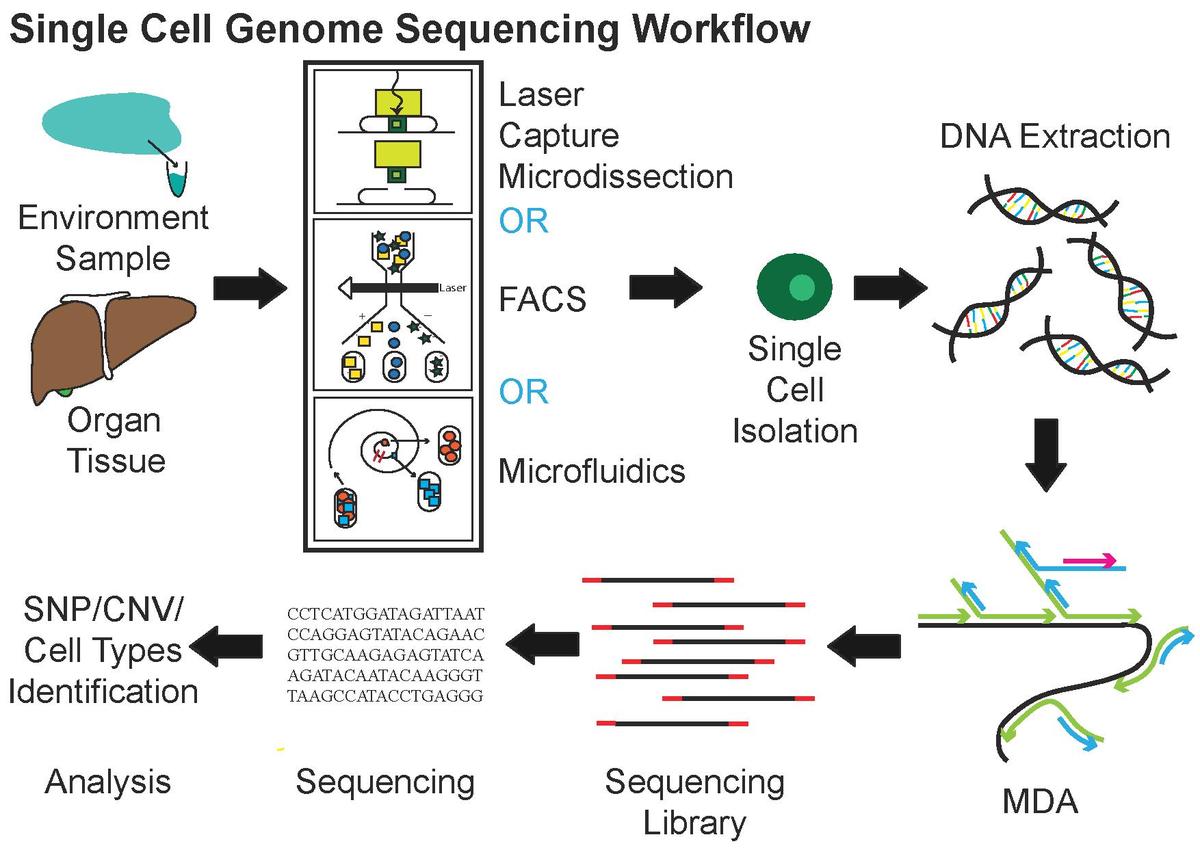 Single Cell Genome Sequencing Workflow
Environment
Sample
Organ
Tissue
Laser
Capture
Microdissection
OR
FACS
OR
Microfluidics
Laser
+
−
Single
Cell
Isolation
DNA Extraction
MDA
Sequencing
Library
CCTCATGGATAGATTAAT
CCAGGAGTATACAGAAC
GTTGCAAGAGAGTATCA
AGATACAATACAAGGGT
TAAGCCATACCTGAGGG
Sequencing
SNP/CNV/
Cell Types
Identification
Analysis